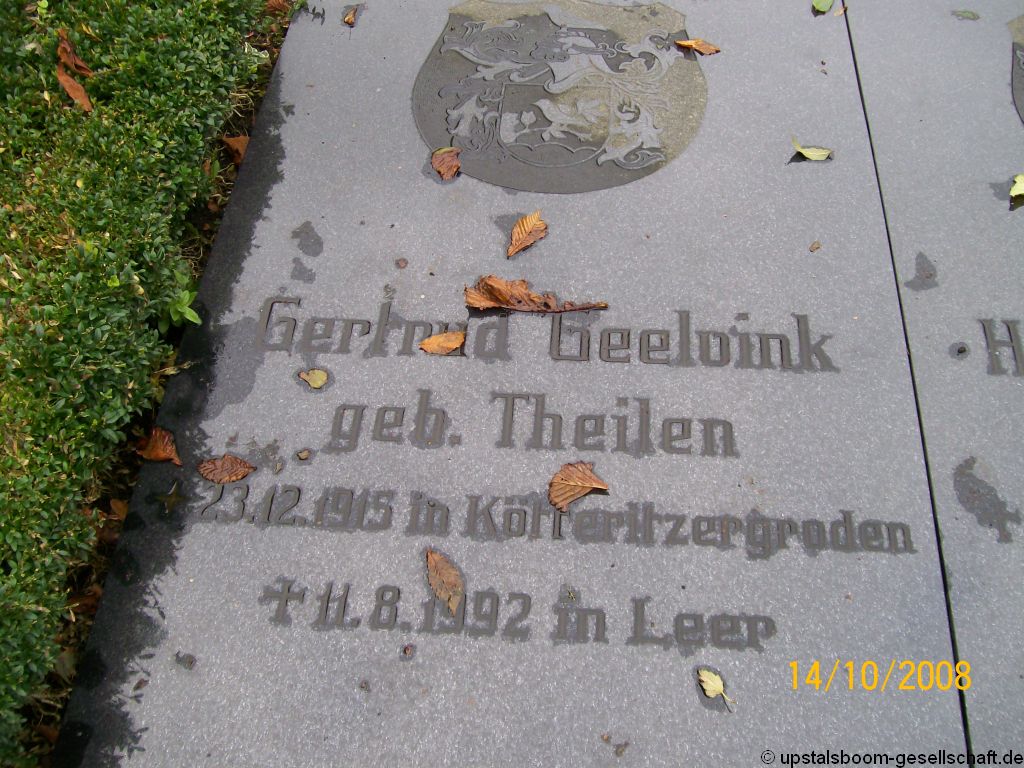 Gertrud Geelvink
geb. Theilen
* 23.12.1915 in Kötteritzergroden
† 11.8.1992 in Leer
H
14/10/2008
© upstalsboom-gesellschaft.de